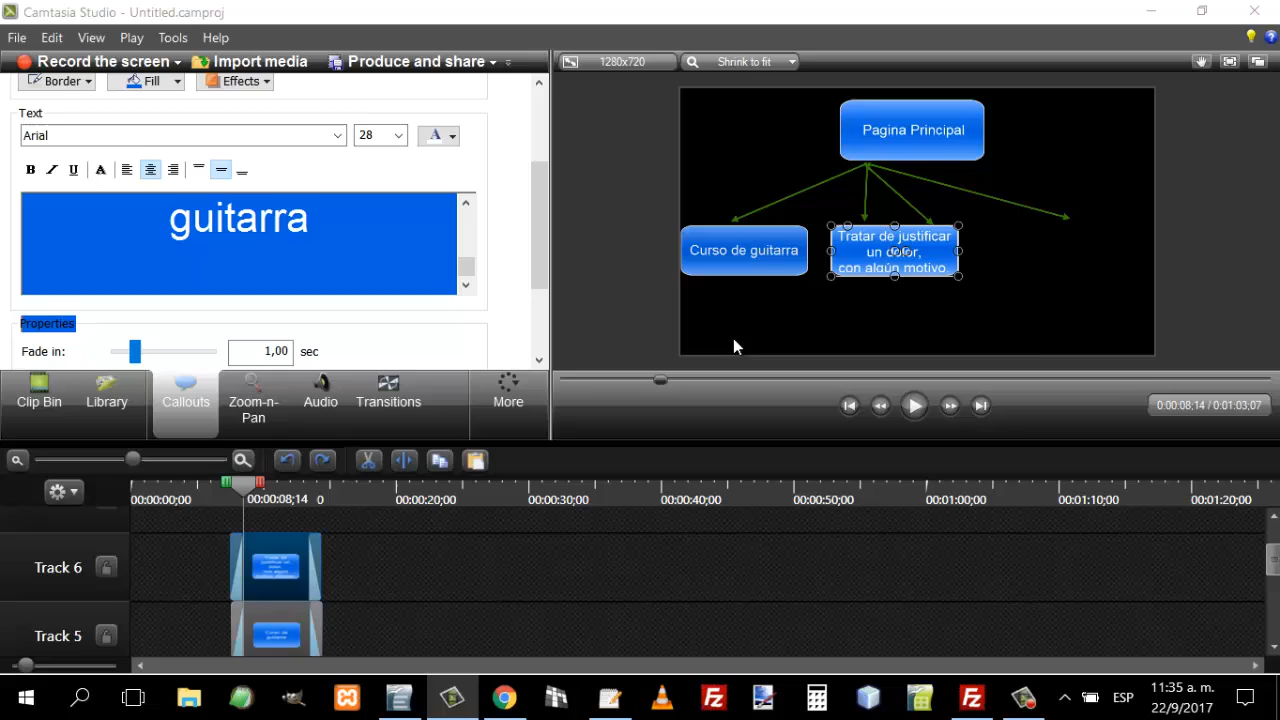 Camtasia Studio - Untitled.camproj
File Edit View Play Tools Help
Record the screen Import media Produce and share
1280x720 Shrink to fit
Border Fill Effects
Text
Arial 28 A
B I U A
guitarra
Properties
Fade in: 1,00 sec
Pagina Principal
Curso de guitarra
Tratar de justificar
un color,
con algún motivo.
Clip Bin Library Callouts Zoom-n-Pan Audio Transitions More
0:00:08;14 / 0:01:03;07
00:00:00;00 00:00:08;14 0 00:00:20;00 00:00:30;00 00:00:40;00 00:00:50;00 00:01:00;00 00:01:10;00 00:01:20;00
Track 6
Track 5
Curso de
guitarra
ESP
11:35 a. m.
22/9/2017